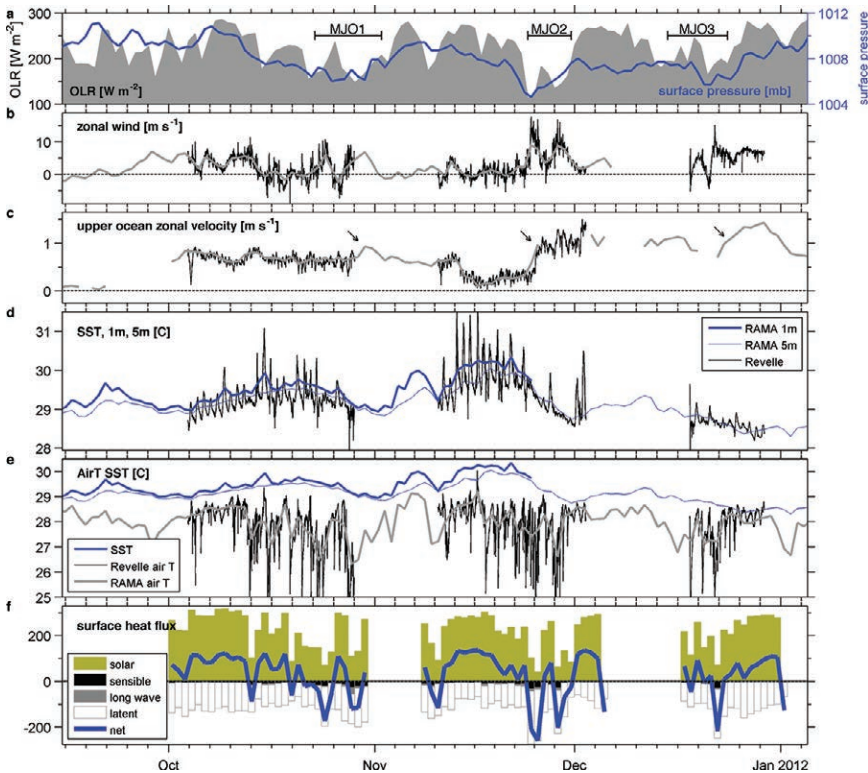 a
OLR [W m⁻²]
300
200
100
MJO1
MJO2
MJO3
OLR [W m⁻²]
surface pressure [mb]
1012
1008
1004
surface pressure
b
zonal wind [m s⁻¹]
10
0
c
upper ocean zonal velocity [m s⁻¹]
1
0
d
SST, 1m, 5m [C]
31
30
29
28
RAMA 1m
RAMA 5m
Revelle
e
AirT SST [C]
30
29
28
27
26
25
SST
Revelle air T
RAMA air T
f
surface heat flux
200
0
-200
solar
sensible
long wave
latent
net
Oct
Nov
Dec
Jan 2012